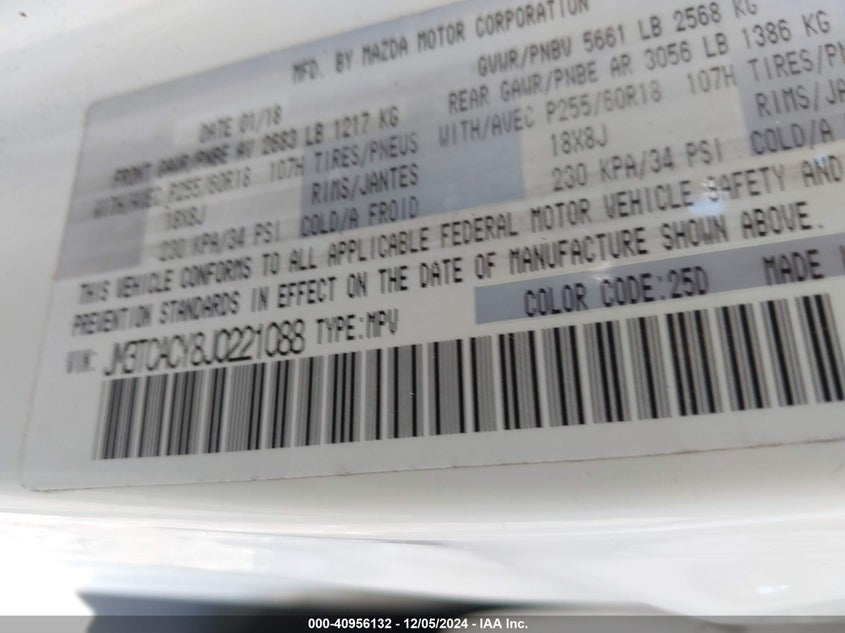 MFD. BY MAZDA MOTOR CORPORATION
DATE 01/18 GVWR/PNBV 5661 LB 2568 KG
FRONT GAWR/PNBE AV 2683 LB 1217 KG REAR GAWR/PNBE AR 3056 LB 1386 KG
WITH/AVEC P255/60R18 107H TIRES/PNEUS WITH/AVEC P255/60R18 107H TIRES/PN
18X8J RIMS/JANTES 18X8J RIMS/JAN
230 KPA/34 PSI COLD/A FROID 230 KPA/34 PSI COLD/A
THIS VEHICLE CONFORMS TO ALL APPLICABLE FEDERAL MOTOR VEHICLE SAFETY AND
PREVENTION STANDARDS IN EFFECT ON THE DATE OF MANUFACTURE SHOWN ABOVE.
COLOR CODE:25D MADE
VIN: JM3TCACY8J0221088 TYPE:MPV
000-40956132 - 12/05/2024 - IAA Inc.